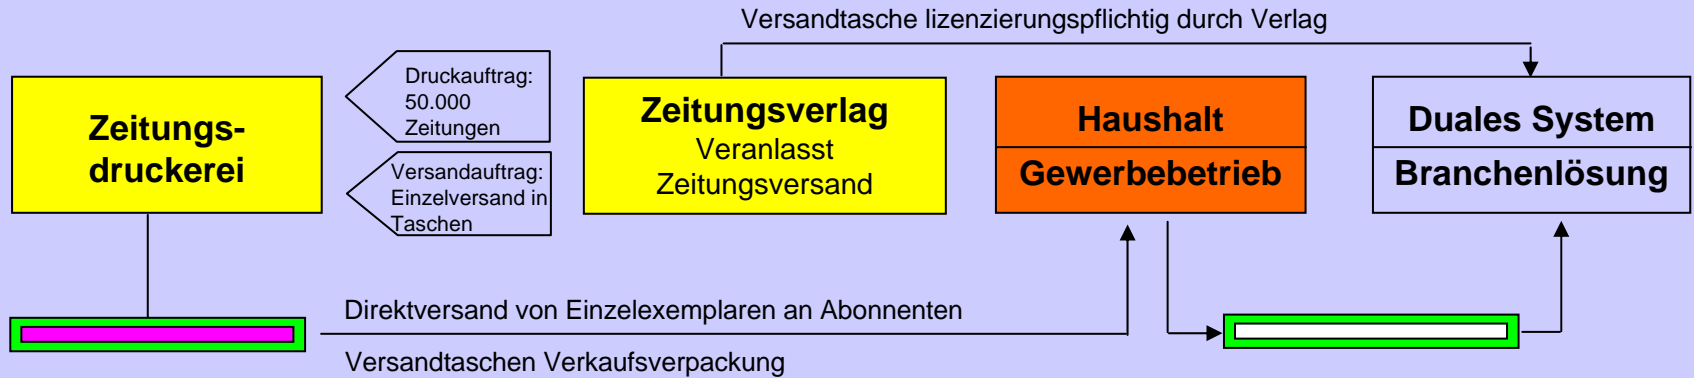 Versandtasche lizenzierungspflichtig durch Verlag
Zeitungs-
druckerei
Druckauftrag:
50.000
Zeitungen
Versandauftrag:
Einzelversand in
Taschen
Zeitungsverlag
Veranlasst
Zeitungsversand
Haushalt
Gewerbebetrieb
Duales System
Branchenlösung
Direktversand von Einzelexemplaren an Abonnenten
Versandtaschen Verkaufsverpackung